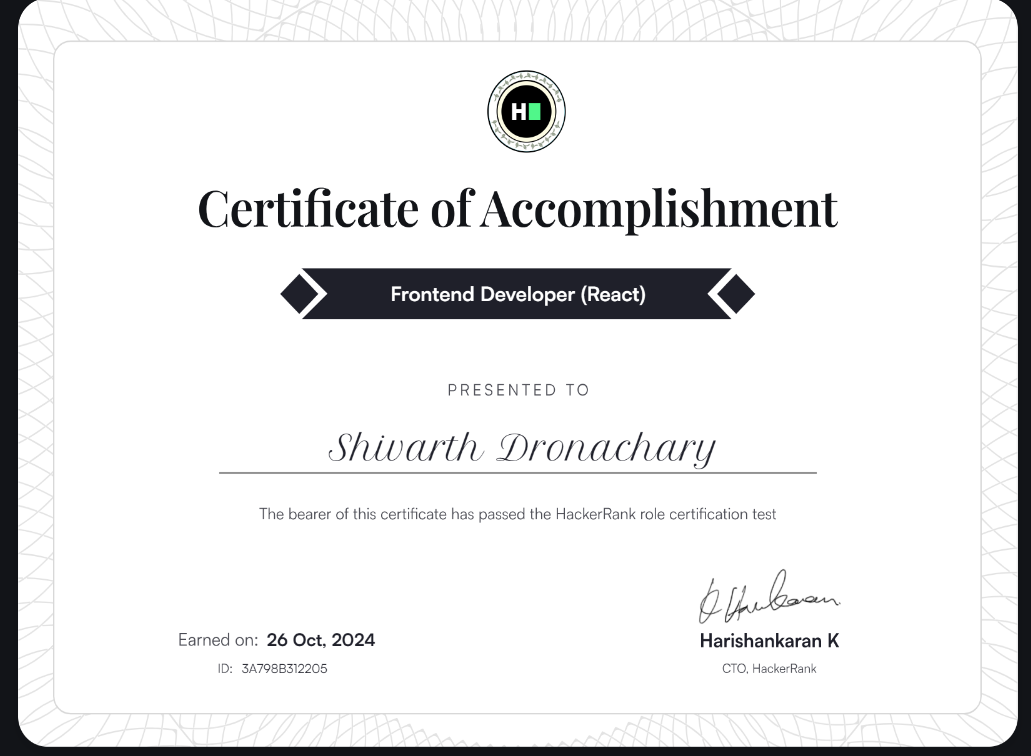 H
Certificate of Accomplishment
Frontend Developer (React)
PRESENTED TO
Shivarth Dronachary
The bearer of this certificate has passed the HackerRank role certification test
Earned on: 26 Oct, 2024
ID: 3A798B312205
Harishankaran K
CTO, HackerRank